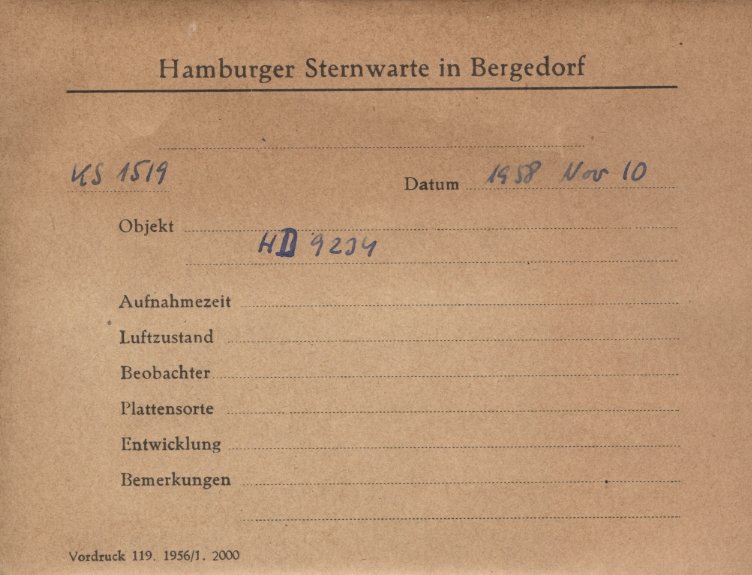 Hamburger Sternwarte in Bergedorf
KS 1519
Datum 1958 Nov 10
Objekt
HD 9234
Aufnahmezeit
Luftzustand
Beobachter
Plattensorte
Entwicklung
Bemerkungen
Vordruck 119. 1956/1. 2000